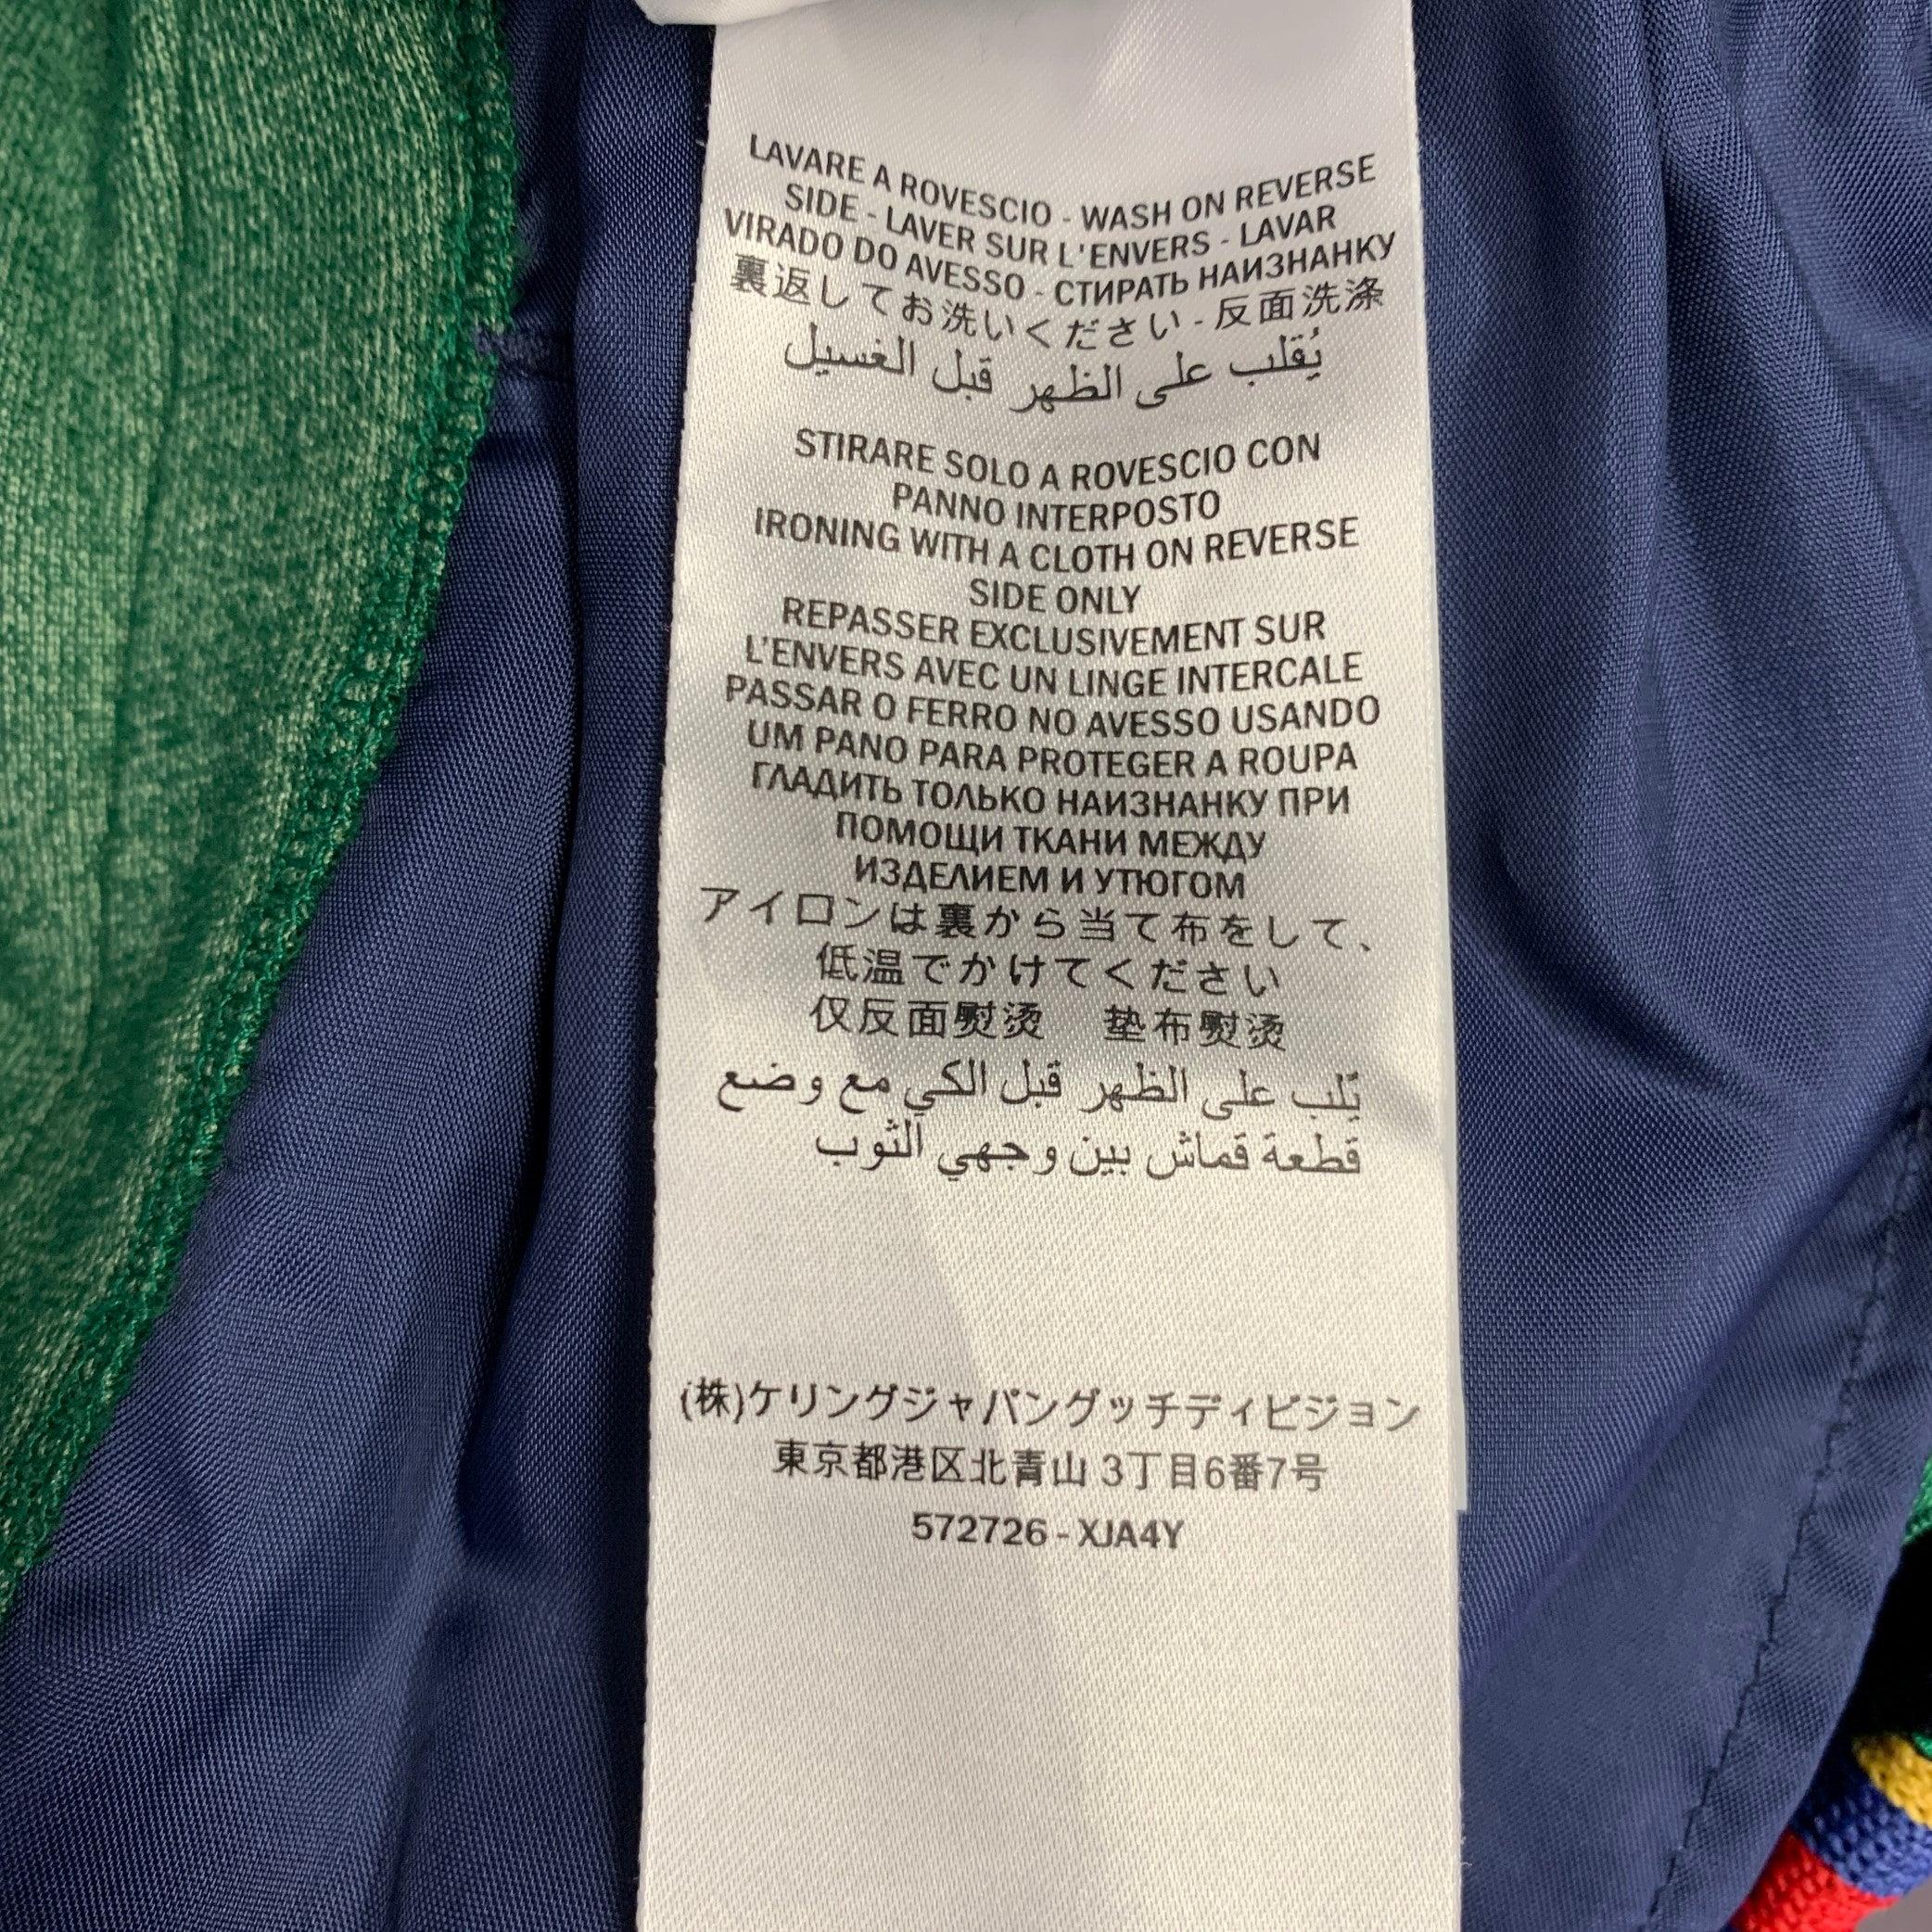 LAVARE A ROVESCIO - WASH ON REVERSE
SIDE - LAVER SUR L'ENVERS - LAVAR
VIRADO DO AVESSO - СТИРАТЬ НАИЗНАНКУ
裏返してお洗いください - 反面洗涤
يُقلب على الظهر قبل الغسيل
STIRARE SOLO A ROVESCIO CON
PANNO INTERPOSTO
IRONING WITH A CLOTH ON REVERSE
SIDE ONLY
REPASSER EXCLUSIVEMENT SUR
L'ENVERS AVEC UN LINGE INTERCALE
PASSAR O FERRO NO AVESSO USANDO
UM PANO PARA PROTEGER A ROUPA
ГЛАДИТЬ ТОЛЬКО НАИЗНАНКУ ПРИ
ПОМОЩИ ТКАНИ МЕЖДУ
ИЗДЕЛИЕМ И УТЮГОМ
アイロンは裏から当て布をして、
低温でかけてください
仅反面熨烫 垫布熨烫
على الظهر قبل الكي مع وضع
قطعة قماش بين وجهي الثوب
(株)ケリングジャパングッチディビジョン
東京都港区北青山 3丁目6番7号
572726 - XJA4Y